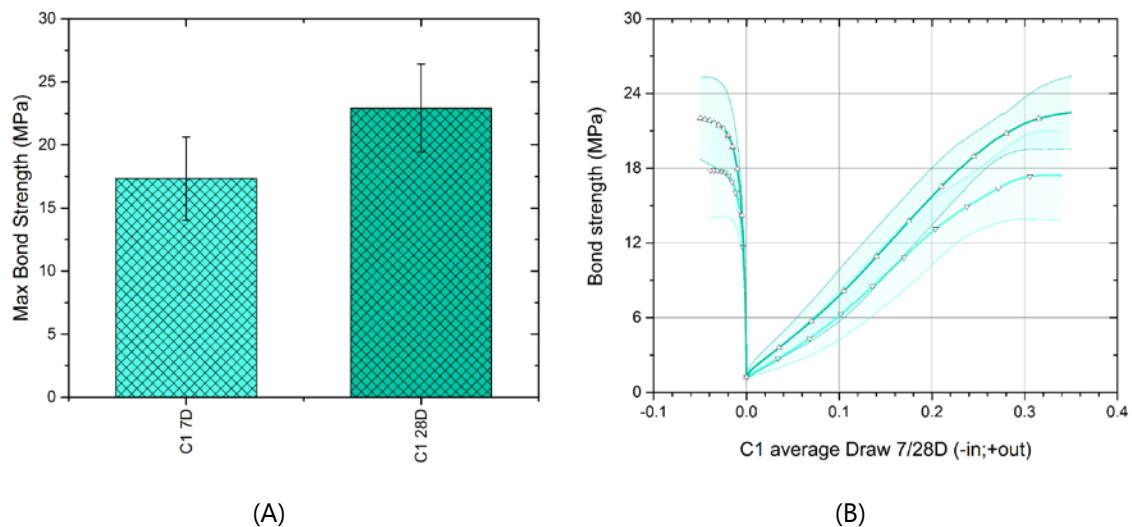 30
25
20
15
10
5
0
Max Bond Strength (MPa)
C1 7D
C1 28D
(A)
30
24
18
12
6
0
Bond strength (MPa)
-0.1
0.0
0.1
0.2
0.3
0.4
C1 average Draw 7/28D (-in;+out)
(B)